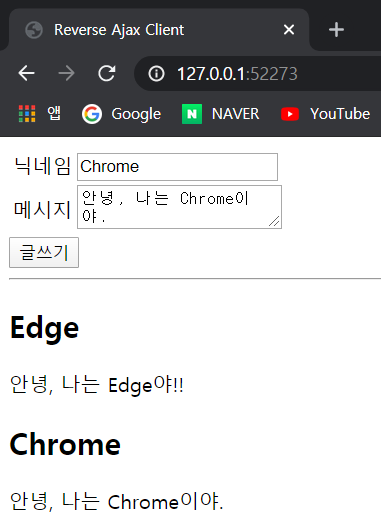 Reverse Ajax Client
127.0.0.1:52273
앱 Google NAVER YouTube
닉네임 Chrome
메시지 안녕, 나는 Chrome이
야.
글쓰기
Edge
안녕, 나는 Edge야!!
Chrome
안녕, 나는 Chrome이야.